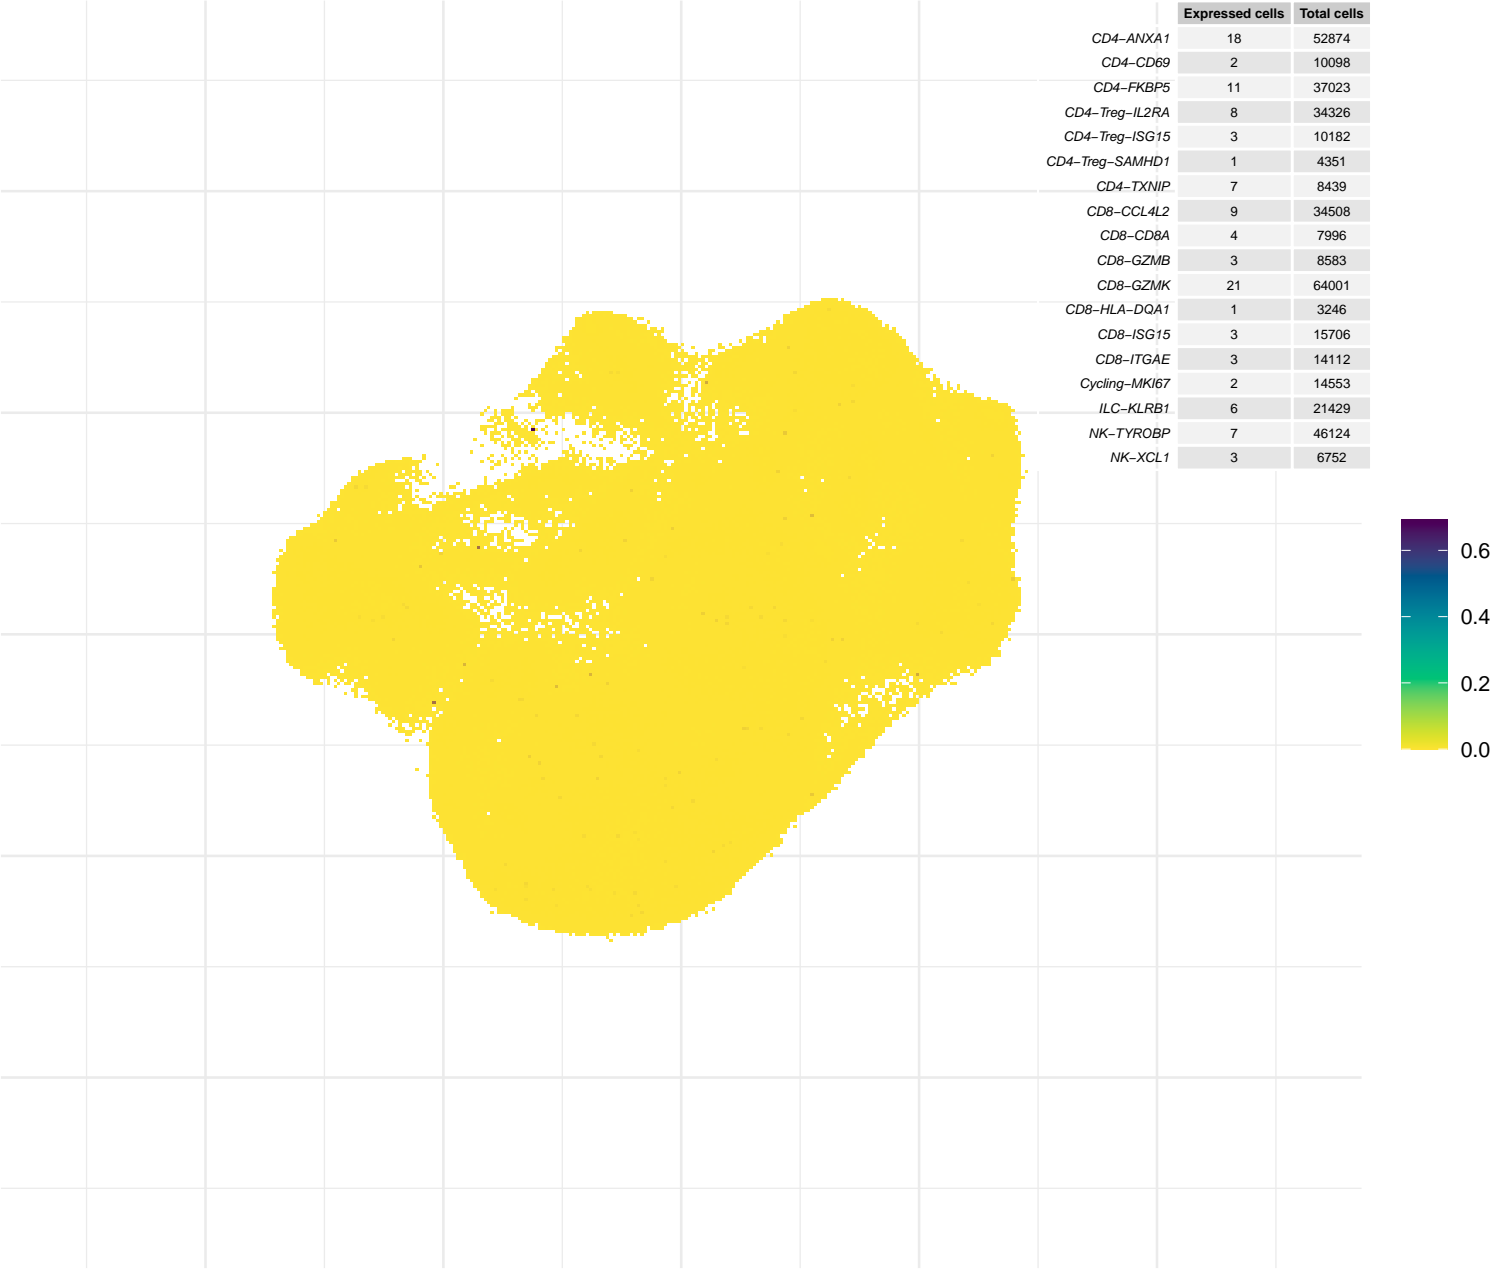 Expressed cells Total cells
CD4−ANXA1 18 52874
CD4−CD69 2 10098
CD4−FKBP5 11 37023
CD4−Treg−IL2RA 8 34326
CD4−Treg−ISG15 3 10182
CD4−Treg−SAMHD1 1 4351
CD4−TXNIP 7 8439
CD8−CCL4L2 9 34508
CD8−CD8A 4 7996
CD8−GZMB 3 8583
CD8−GZMK 21 64001
CD8−HLA−DQA1 1 3246
CD8−ISG15 3 15706
CD8−ITGAE 3 14112
Cycling−MKI67 2 14553
ILC−KLRB1 6 21429
NK−TYROBP 7 46124
NK−XCL1 3 6752
0.6
0.4
0.2
0.0